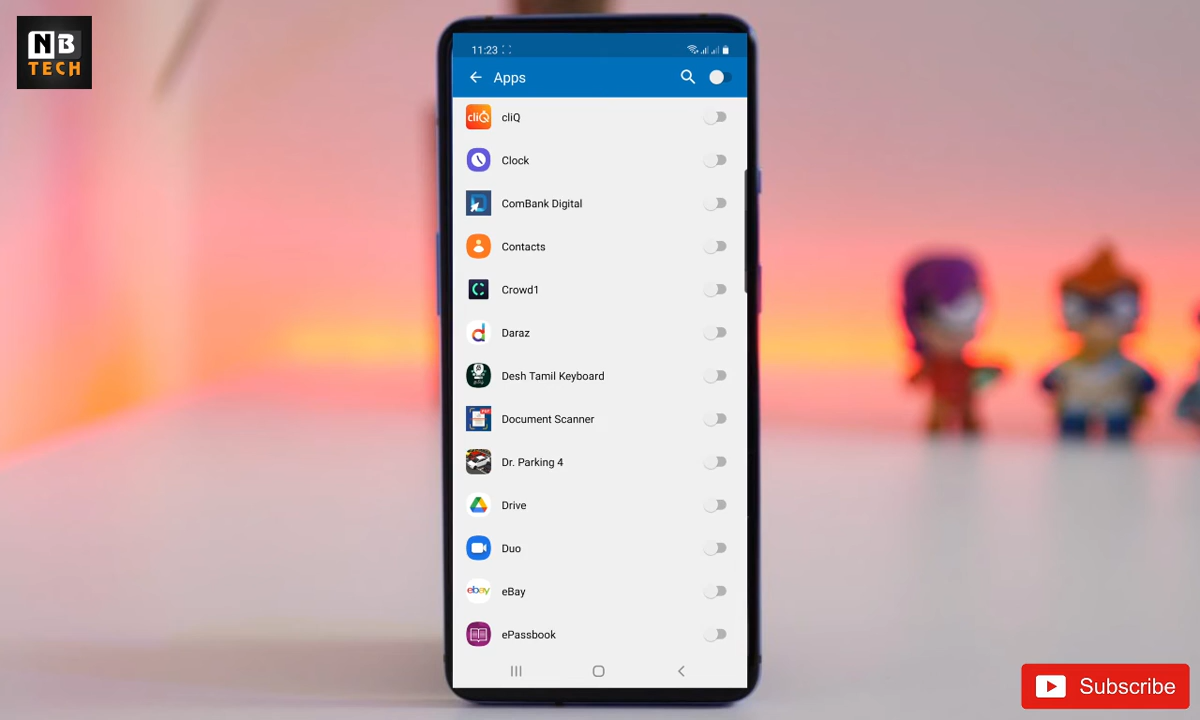 NB
TECH
11:23
Apps
cliQ
cliQ
Clock
ComBank Digital
Contacts
Crowd1
Daraz
Desh Tamil Keyboard
Document Scanner
Dr. Parking 4
Drive
Duo
ebay
eBay
ePassbook
Subscribe